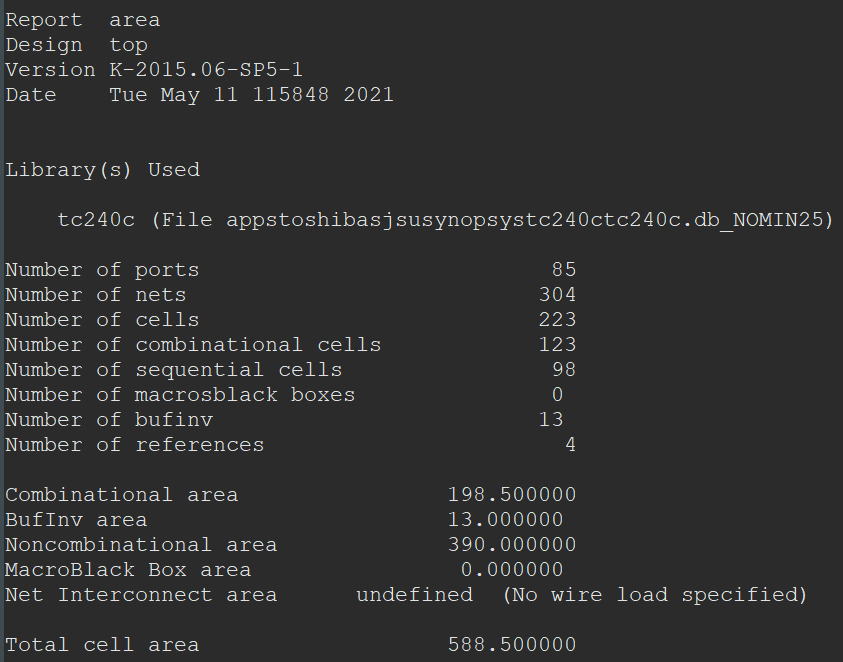 Report area
Design top
Version K-2015.06-SP5-1
Date Tue May 11 115848 2021
Library(s) Used
tc240c (File appstoshibasjsusynopsystc240ctc240c.db_NOMIN25)
Number of ports 85
Number of nets 304
Number of cells 223
Number of combinational cells 123
Number of sequential cells 98
Number of macrosblack boxes 0
Number of bufinv 13
Number of references 4
Combinational area 198.500000
BufInv area 13.000000
Noncombinational area 390.000000
MacroBlack Box area 0.000000
Net Interconnect area undefined (No wire load specified)
Total cell area 588.500000